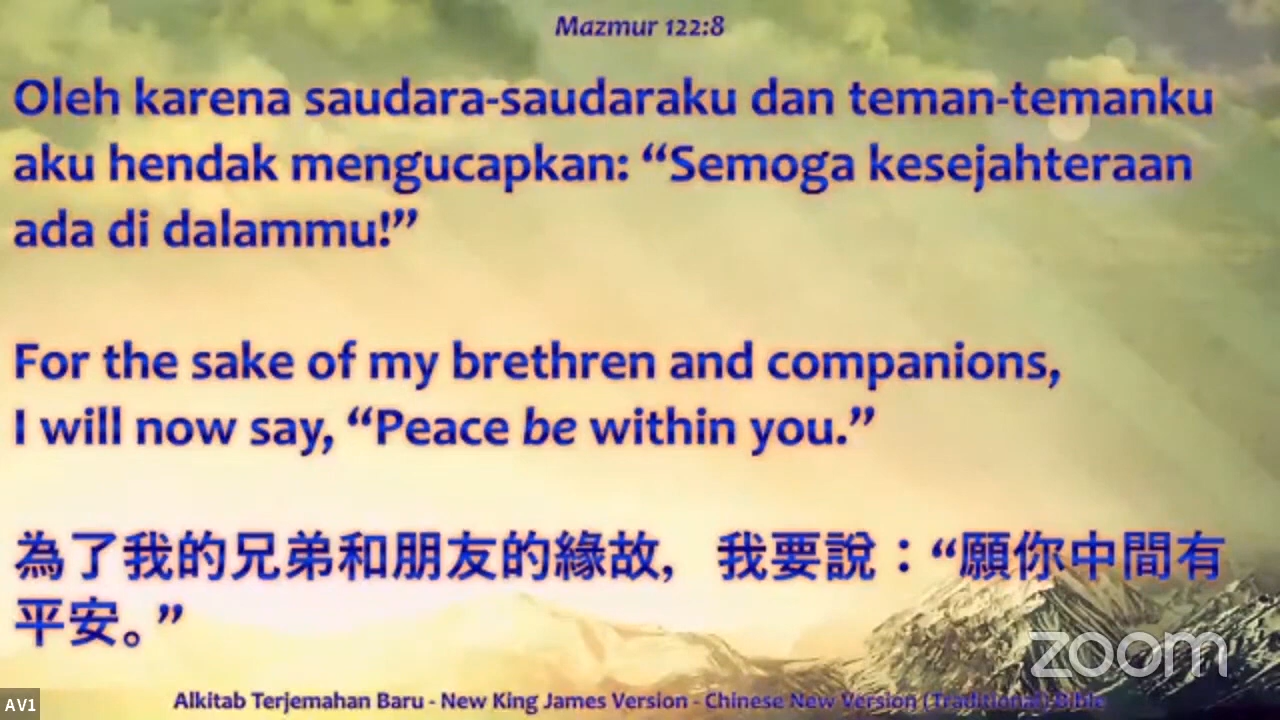 Mazmur 122:8
Oleh karena saudara-saudaraku dan teman-temanku
aku hendak mengucapkan: “Semoga kesejahteraan
ada di dalammu!”
For the sake of my brethren and companions,
I will now say, “Peace be within you.”
為了我的兄弟和朋友的緣故， 我要說：“願你中間有
平安。”
zoom
Alkitab Terjemahan Baru - New King James Version - Chinese New Version (Traditional) Bible
AV1